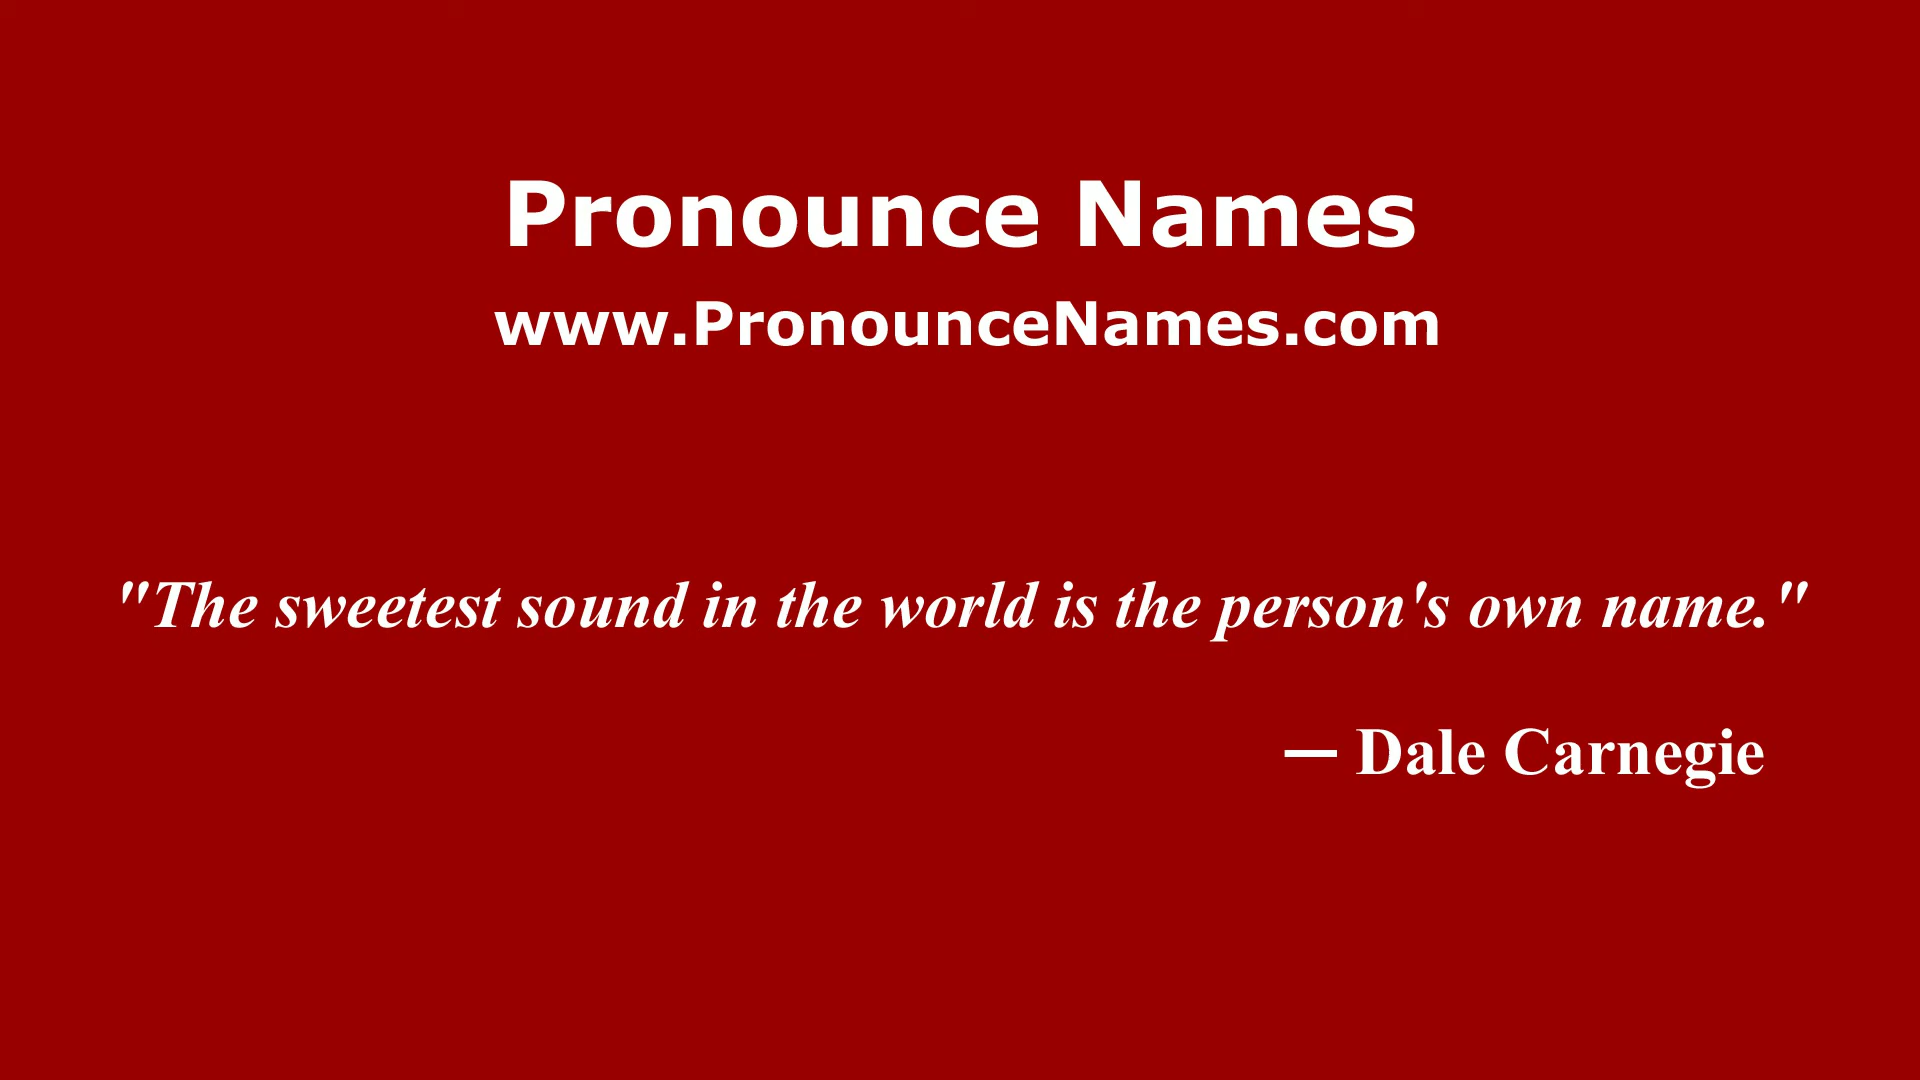 Pronounce Names
www.PronounceNames.com
"The sweetest sound in the world is the person's own name."
— Dale Carnegie